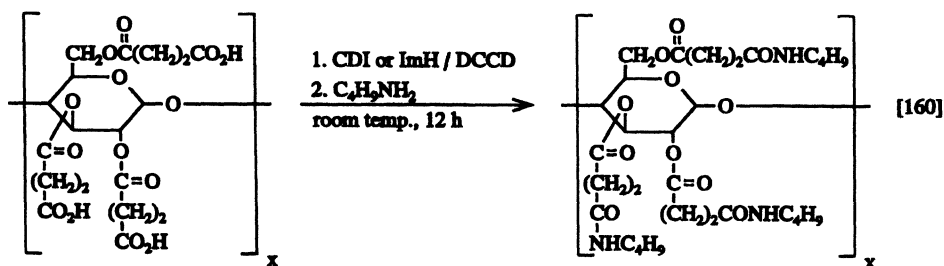 O
CH₂OC(CH₂)₂CO₂H
O
O
O
C=O
(CH₂)₂
CO₂H
O
C=O
(CH₂)₂
CO₂H
x
1. CDI or ImH / DCCD
2. C₄H₉NH₂
room temp., 12 h
O
CH₂OC(CH₂)₂CONHC₄H₉
O
O
O
C=O
(CH₂)₂
CO
NHC₄H₉
O
C=O
(CH₂)₂CONHC₄H₉
x
[160]